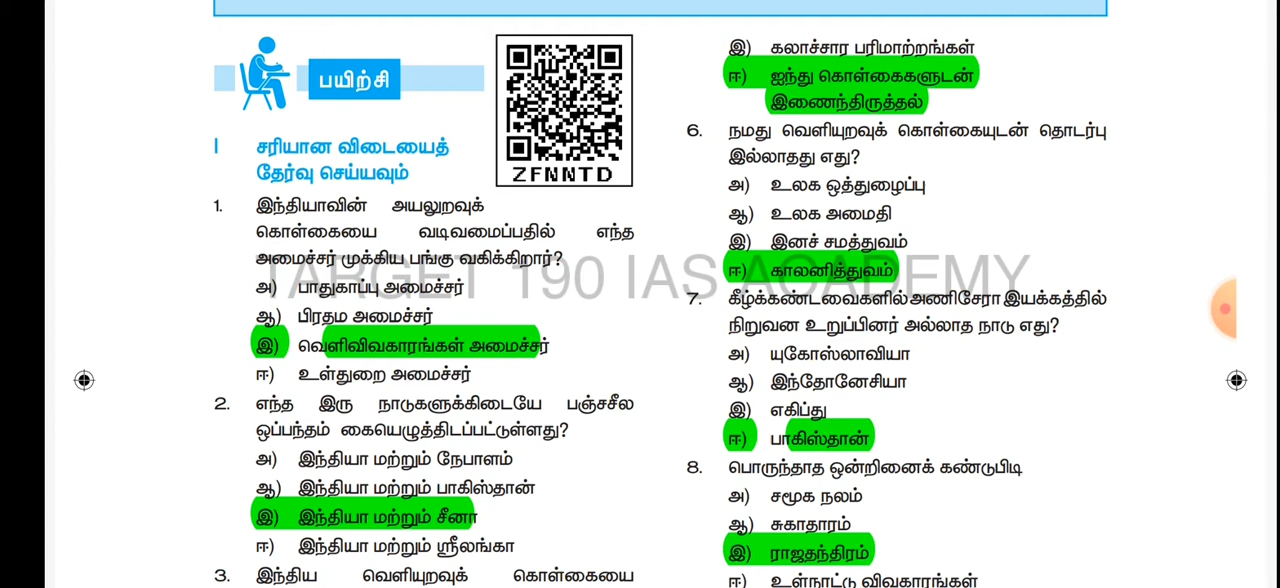 பயிற்சி
ZFNNTD
I சரியான விடையைத்
தேர்வு செய்யவும்
1. இந்தியாவின் அயலுறவுக்
கொள்கையை வடிவமைப்பதில் எந்த
அமைச்சர் முக்கிய பங்கு வகிக்கிறார்?
அ) பாதுகாப்பு அமைச்சர்
ஆ) பிரதம அமைச்சர்
இ) வெளிவிவகாரங்கள் அமைச்சர்
ஈ) உள்துறை அமைச்சர்
2. எந்த இரு நாடுகளுக்கிடையே பஞ்சசீல
ஒப்பந்தம் கையெழுத்திடப்பட்டுள்ளது?
அ) இந்தியா மற்றும் நேபாளம்
ஆ) இந்தியா மற்றும் பாகிஸ்தான்
இ) இந்தியா மற்றும் சீனா
ஈ) இந்தியா மற்றும் ஸ்ரீலங்கா
3. இந்திய வெளியுறவுக் கொள்கையை
இ) கலாச்சார பரிமாற்றங்கள்
ஈ) ஐந்து கொள்கைகளுடன்
இணைந்திருத்தல்
6. நமது வெளியுறவுக் கொள்கையுடன் தொடர்பு
இல்லாதது எது?
அ) உலக ஒத்துழைப்பு
ஆ) உலக அமைதி
இ) இனச் சமத்துவம்
ஈ) காலனித்துவம்
7. கீழ்க்கண்டவைகளில் அணிசேரா இயக்கத்தில்
நிறுவன உறுப்பினர் அல்லாத நாடு எது?
அ) யுகோஸ்லாவியா
ஆ) இந்தோனேசியா
இ) எகிப்து
ஈ) பாகிஸ்தான்
8. பொருந்தாத ஒன்றினைக் கண்டுபிடி
அ) சமூக நலம்
ஆ) சுகாதாரம்
இ) ராஜதந்திரம்
ஈ) உள்நாட்டு விவகாரங்கள்
TARGET 190 IAS ACADEMY